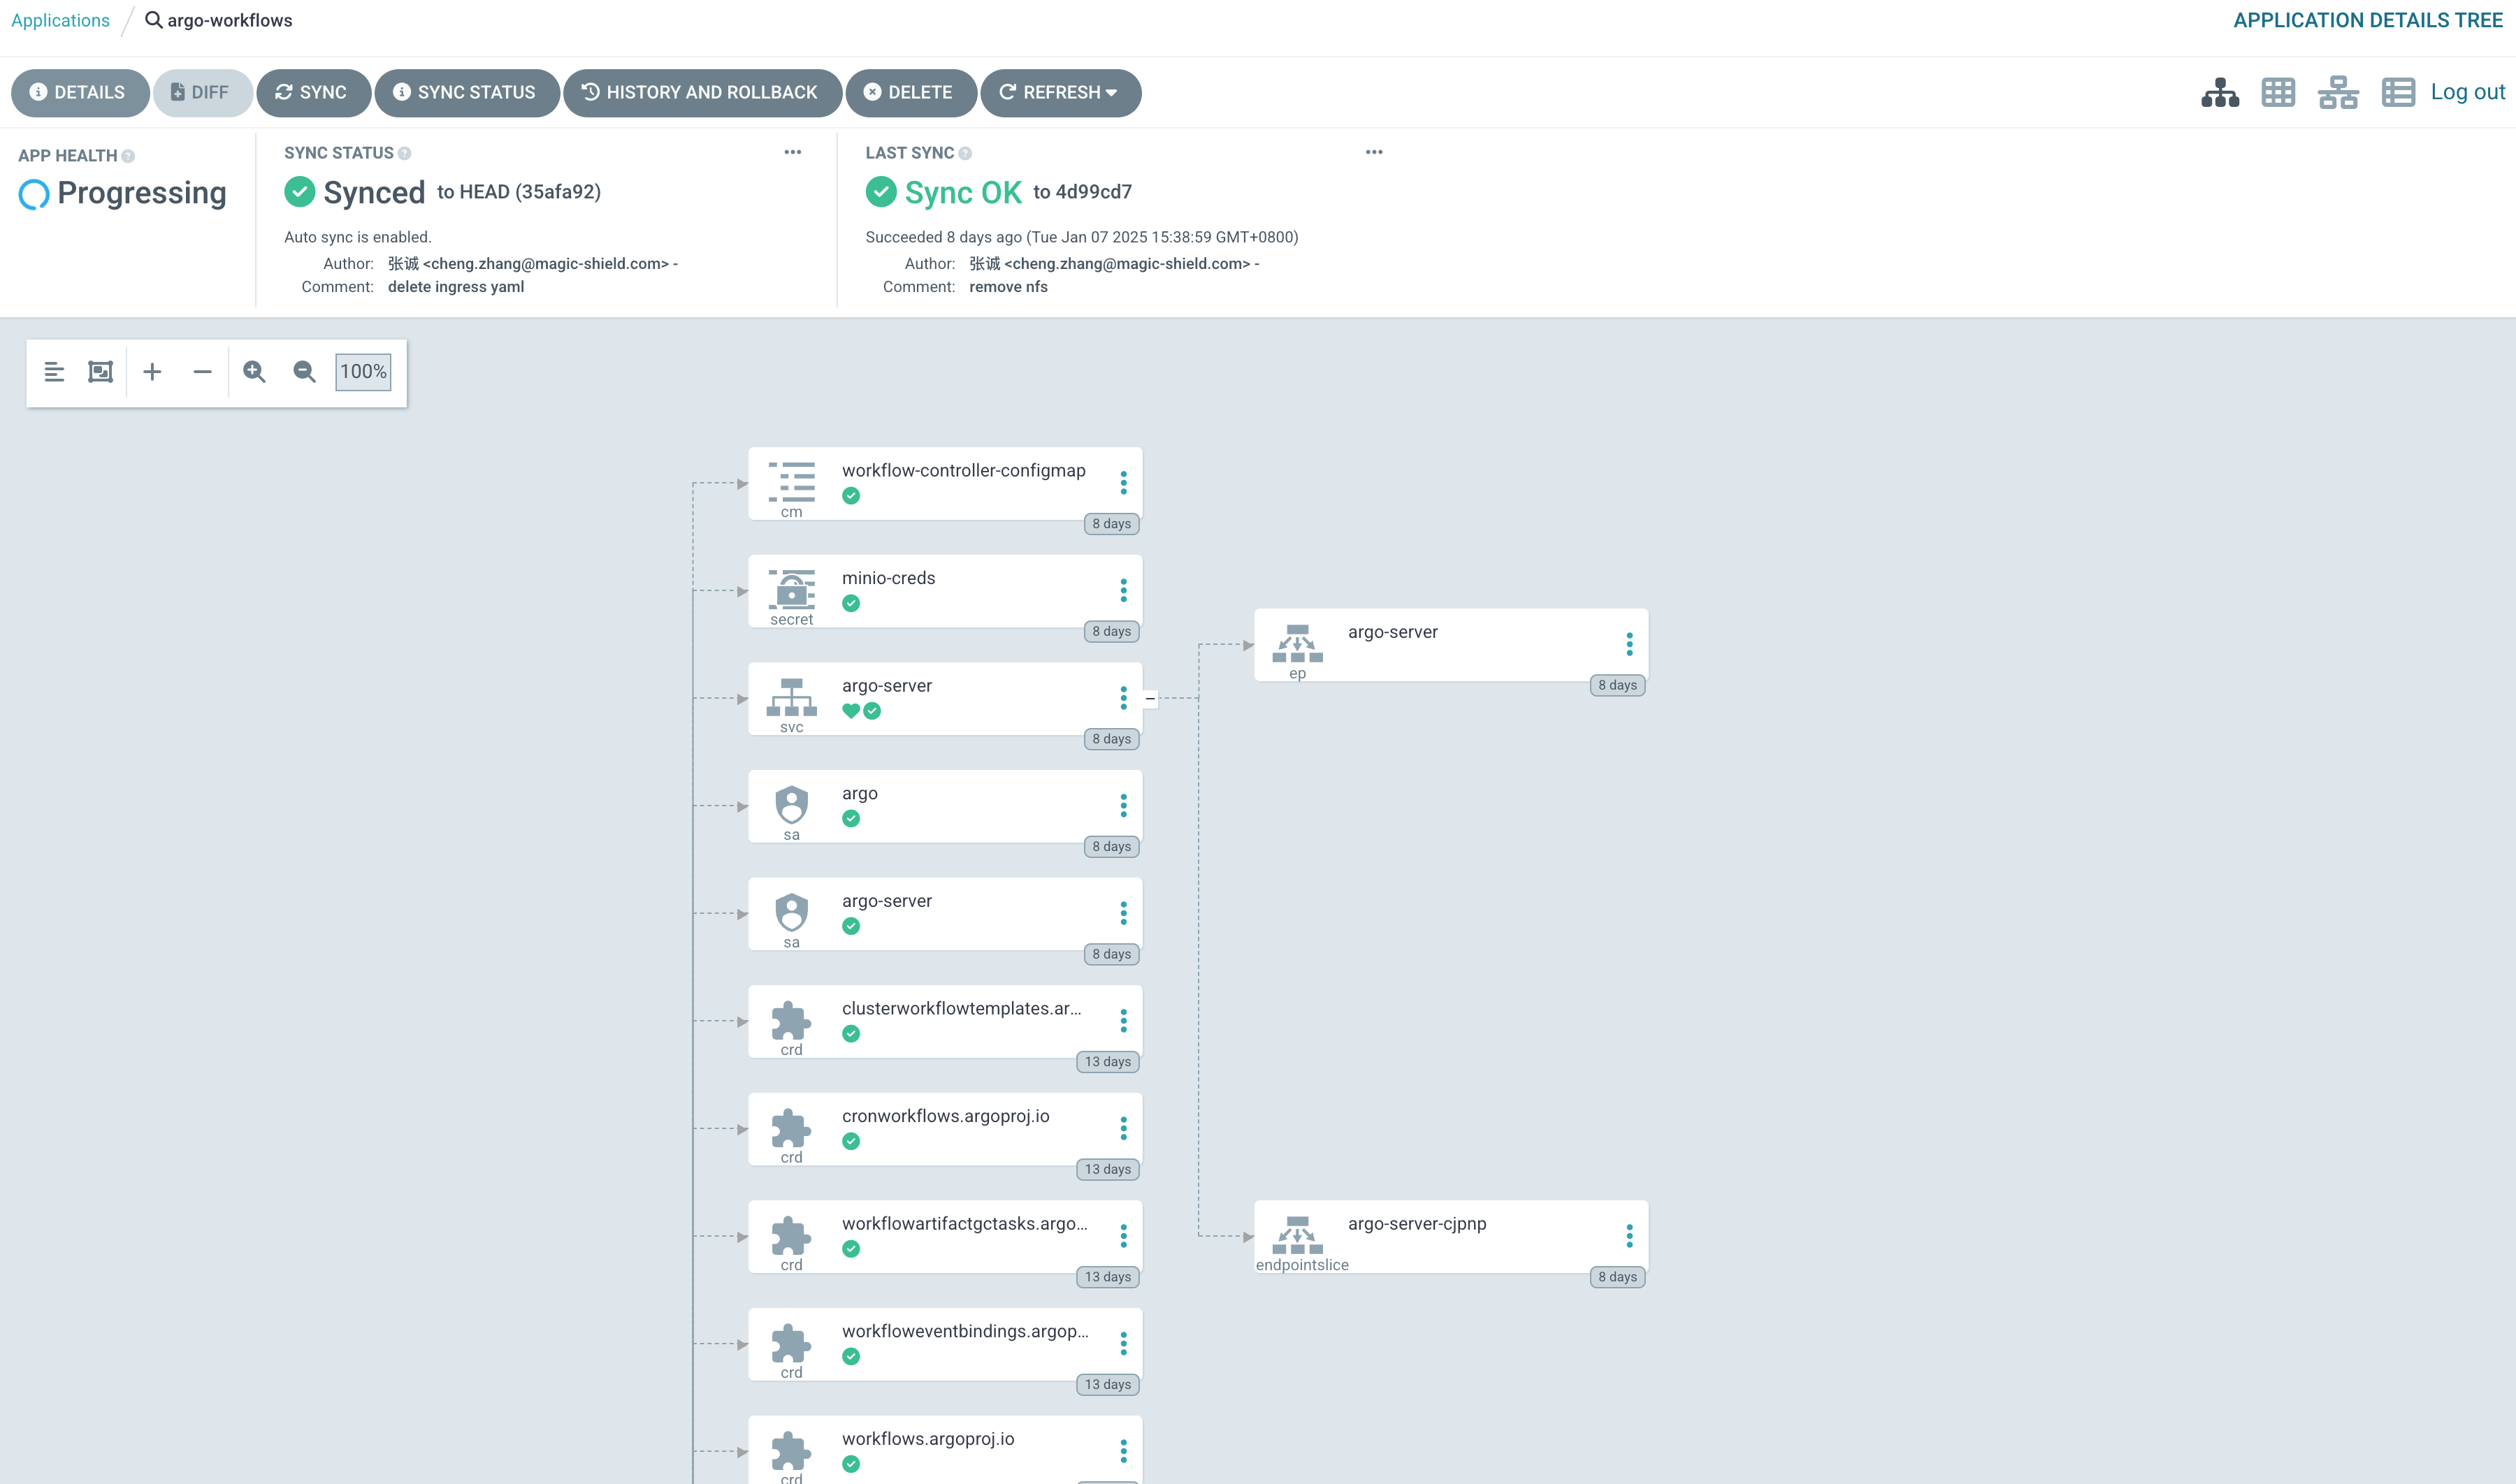 Applications / argo-workflows
APPLICATION DETAILS TREE
DETAILS
DIFF
SYNC
SYNC STATUS
HISTORY AND ROLLBACK
DELETE
REFRESH
Log out
APP HEALTH
Progressing
SYNC STATUS
Synced to HEAD (35afa92)
Auto sync is enabled.
Author: 张诚 <cheng.zhang@magic-shield.com> -
Comment: delete ingress yaml
LAST SYNC
Sync OK to 4d99cd7
Succeeded 8 days ago (Tue Jan 07 2025 15:38:59 GMT+0800)
Author: 张诚 <cheng.zhang@magic-shield.com> -
Comment: remove nfs
100%
workflow-controller-configmap
cm
8 days
minio-creds
secret
8 days
argo-server
svc
8 days
argo-server
ep
8 days
argo
sa
8 days
argo-server
sa
8 days
clusterworkflowtemplates.ar...
crd
13 days
cronworkflows.argoproj.io
crd
13 days
workflowartifactgctasks.argo...
crd
13 days
argo-server-cjpnp
endpointslice
8 days
workfloweventbindings.argop...
crd
13 days
workflows.argoproj.io
crd